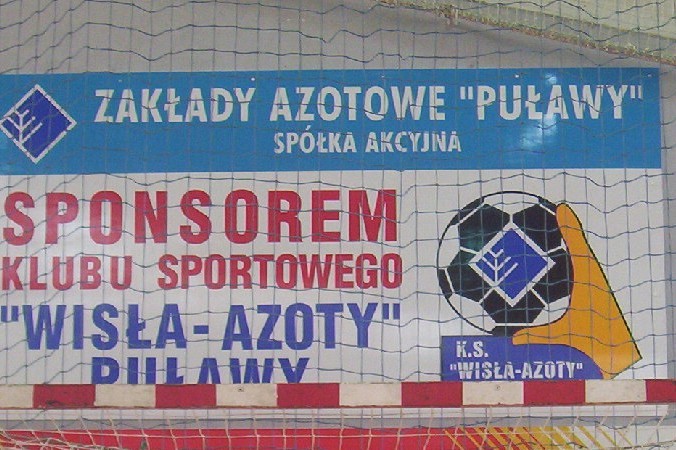 ZAKŁADY AZOTOWE "PUŁAWY"
SPÓŁKA AKCYJNA
SPONSOREM
KLUBU SPORTOWEGO
"WISŁA-AZOTY"
PUŁAWY
K.S.
"WISŁA-AZOTY"